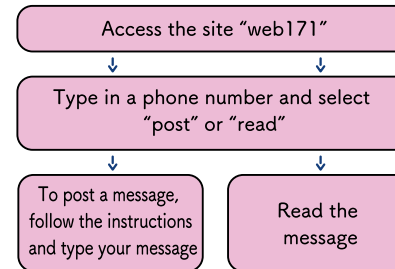 Access the site “web171”
Type in a phone number and select
“post” or “read”
To post a message,
follow the instructions
and type your message
Read the
message